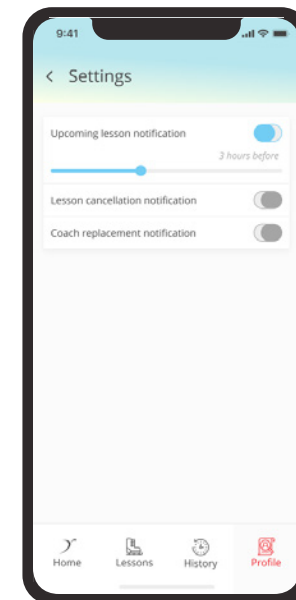 9:41
Settings
Upcoming lesson notification
3 hours before
Lesson cancellation notification
Coach replacement notification
Home Lessons History Profile